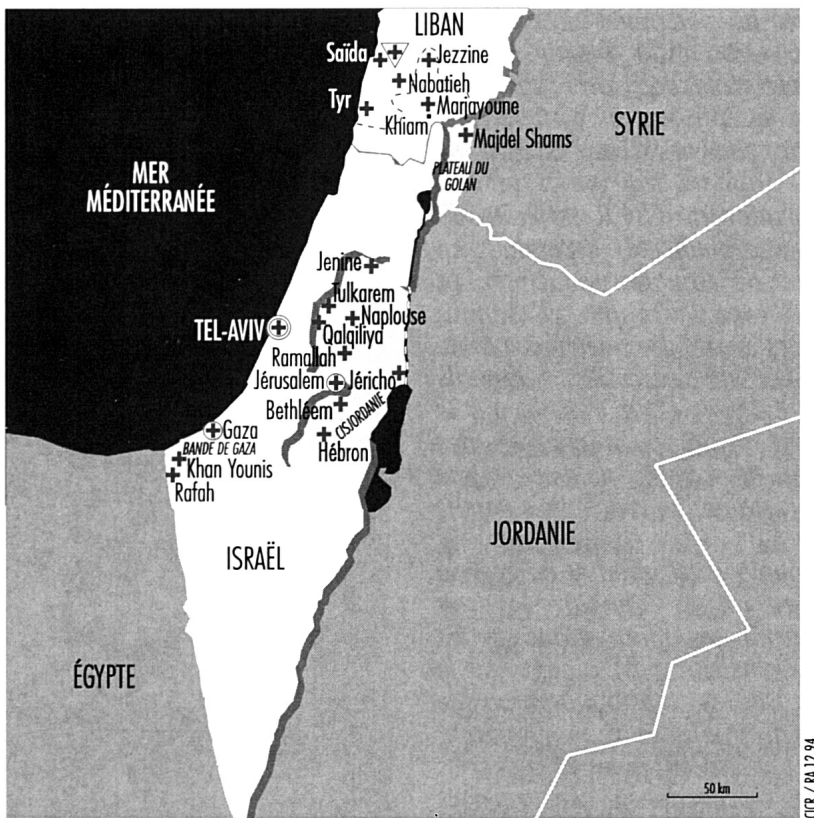 LIBAN
Saïda
Jezzine
Nabatieh
Tyr
Marjayoune
Khiam
Majdel Shams
SYRIE
PLATEAU DU
GOLAN
MER
MÉDITERRANÉE
Jenine
Tulkarem
Naplouse
TEL-AVIV
Qalqiliya
Ramallah
Jérusalem
Jéricho
Bethléem
CISJORDANIE
Gaza
BANDE DE GAZA
Hébron
Khan Younis
Rafah
ISRAËL
JORDANIE
ÉGYPTE
50 km
CICR / RA 12.94